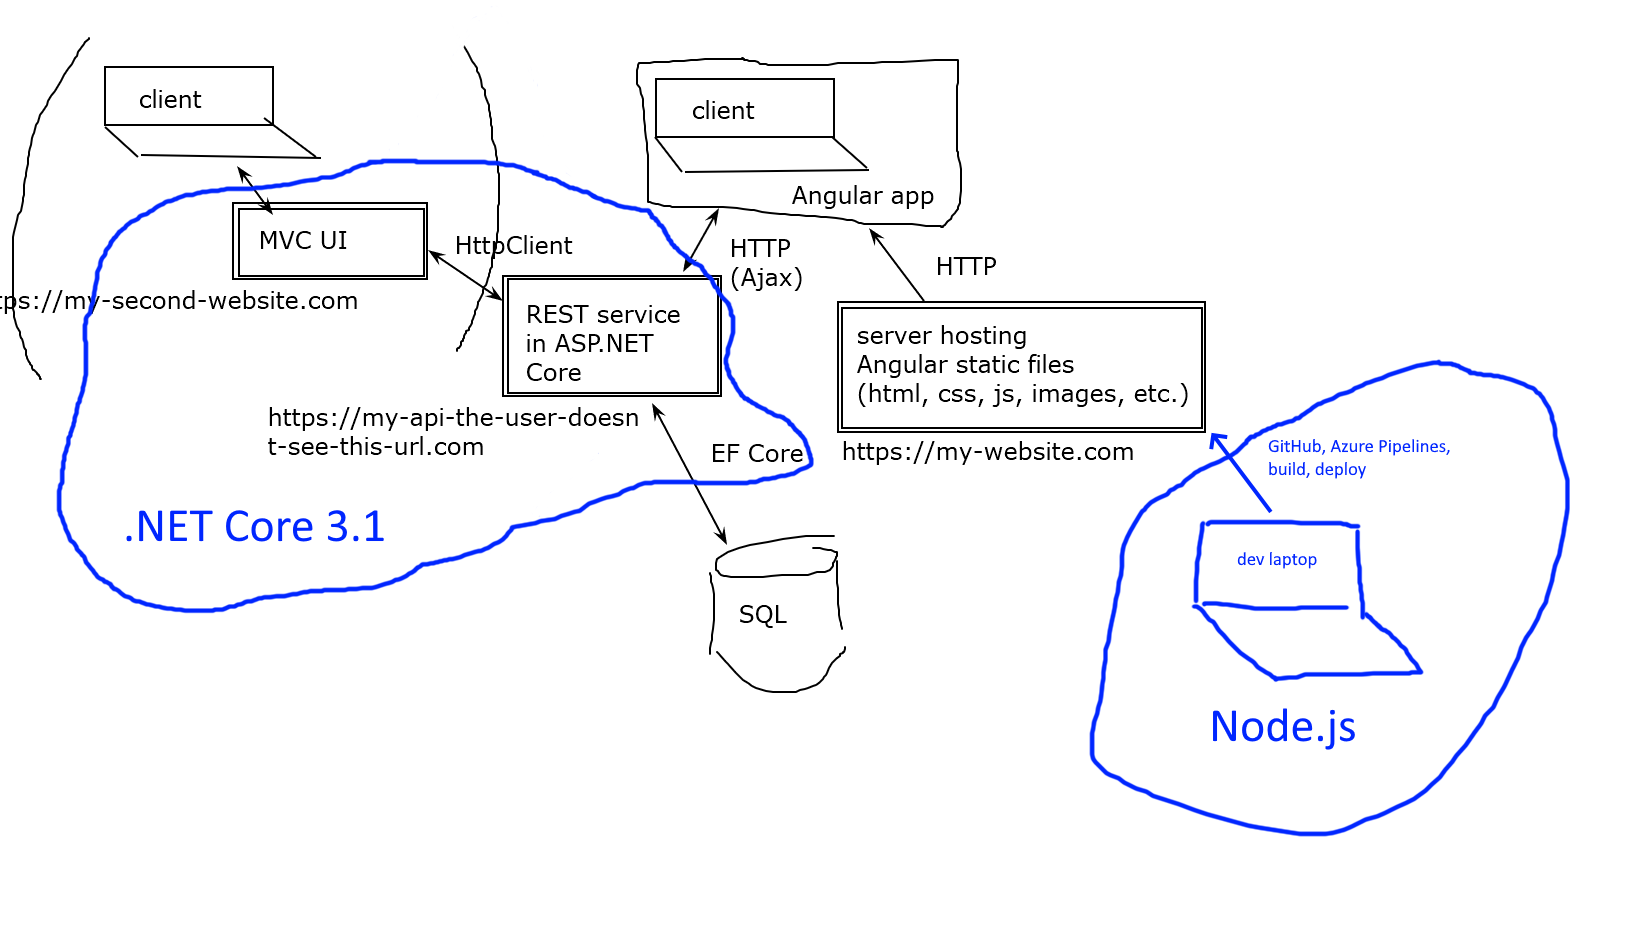 client
client
Angular app
MVC UI
HttpClient
HTTP
(Ajax)
HTTP
tps://my-second-website.com
REST service
in ASP.NET
Core
server hosting
Angular static files
(html, css, js, images, etc.)
https://my-api-the-user-doesn
t-see-this-url.com
EF Core
https://my-website.com
GitHub, Azure Pipelines,
build, deploy
.NET Core 3.1
dev laptop
SQL
Node.js